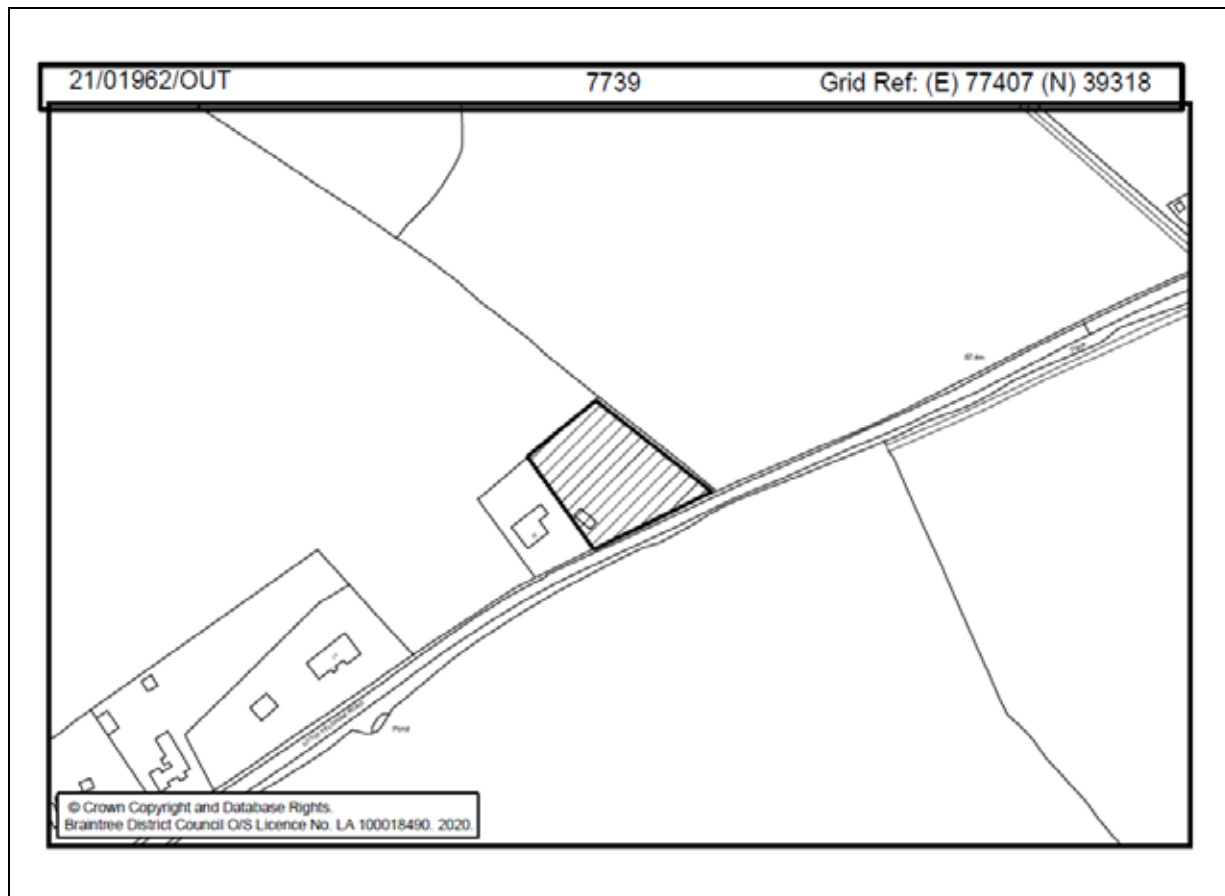 21/01962/OUT 7739 Grid Ref: (E) 77407 (N) 39318
Pond
© Crown Copyright and Database Rights.
Braintree District Council O/S Licence No. LA 100018490. 2020.